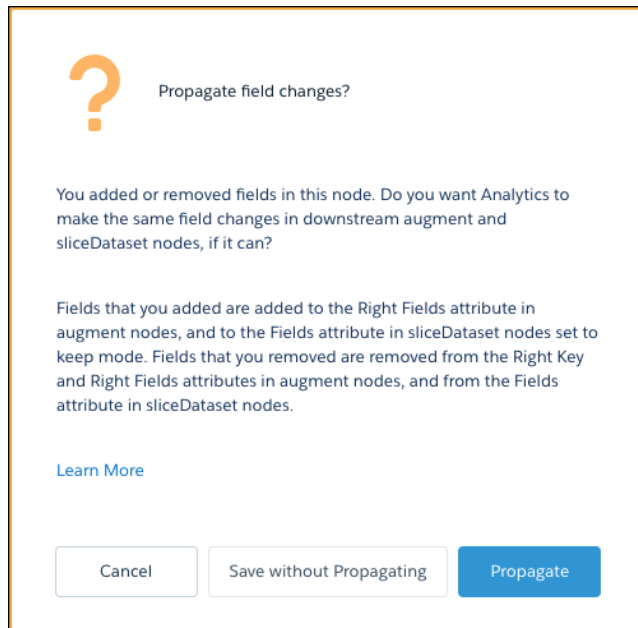 ?
Propagate field changes?
You added or removed fields in this node. Do you want Analytics to
make the same field changes in downstream augment and
sliceDataset nodes, if it can?
Fields that you added are added to the Right Fields attribute in
augment nodes, and to the Fields attribute in sliceDataset nodes set to
keep mode. Fields that you removed are removed from the Right Key
and Right Fields attributes in augment nodes, and from the Fields
attribute in sliceDataset nodes.
Learn More
Cancel
Save without Propagating
Propagate